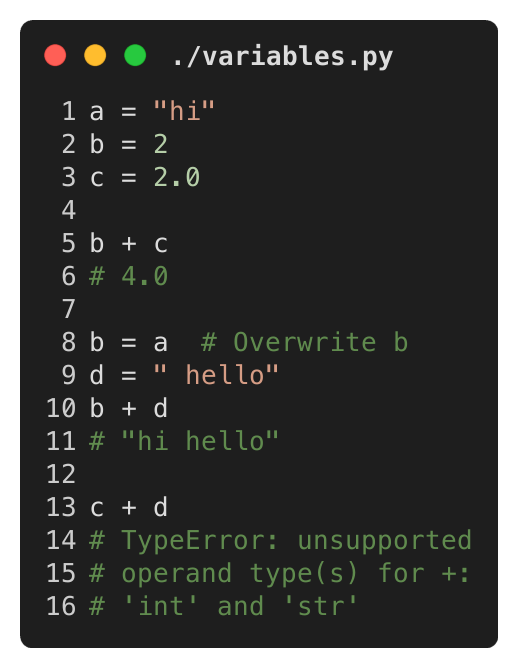 ./variables.py
1 a = "hi"
2 b = 2
3 c = 2.0
4
5 b + c
6 # 4.0
7
8 b = a  # Overwrite b
9 d = " hello"
10 b + d
11 # "hi hello"
12
13 c + d
14 # TypeError: unsupported
15 # operand type(s) for +:
16 # 'int' and 'str'